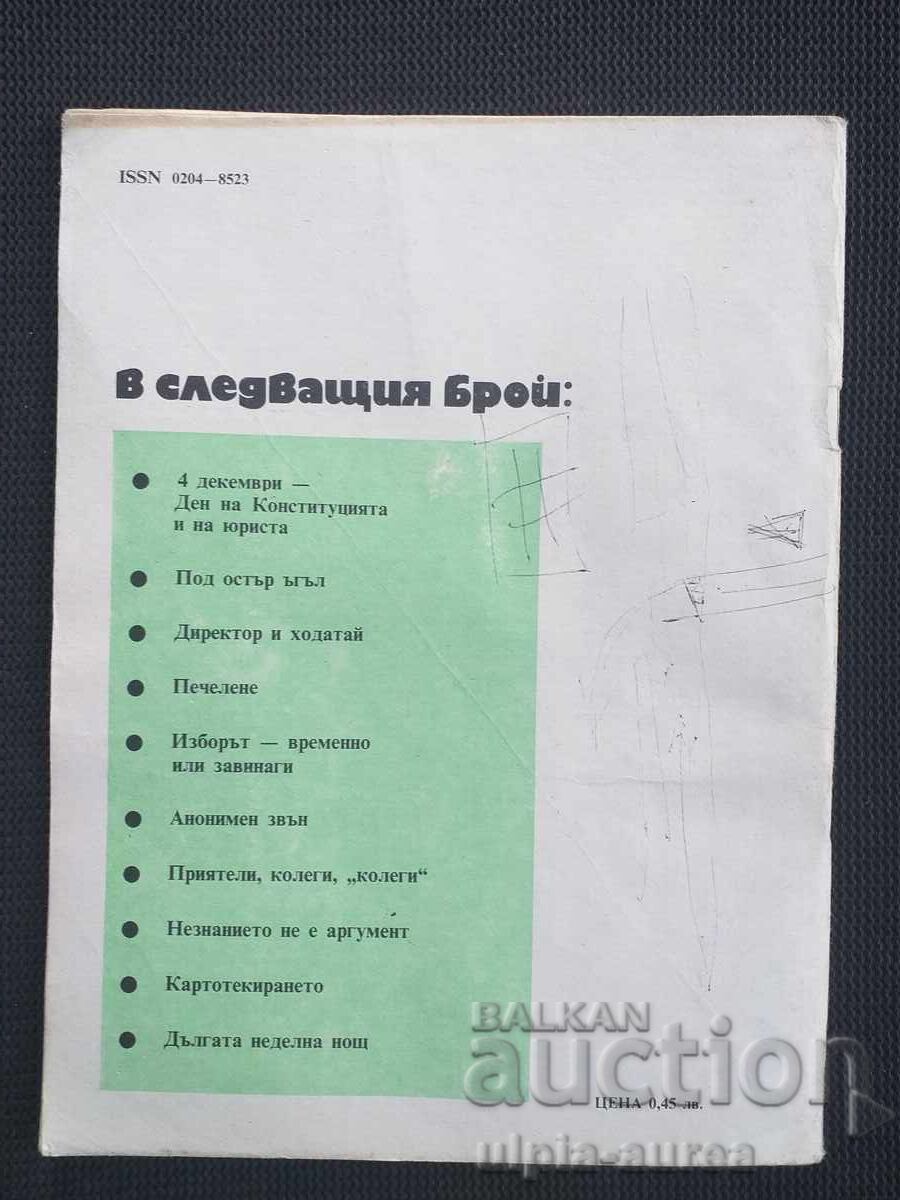 ISSN 0204—8523
в следващия брой:
● 4 декември —
Ден на Конституцията
и на юриста
● Под остър ъгъл
● Директор и ходатай
● Печелене
● Изборът — временно
или завинаги
● Анонимен звън
● Приятели, колеги, „колеги“
● Незнанието не е аргумент
● Картотекирането
● Дългата неделна нощ
BALKAN
auction
ЦЕНА 0,45 лв.
ulpia-aurea